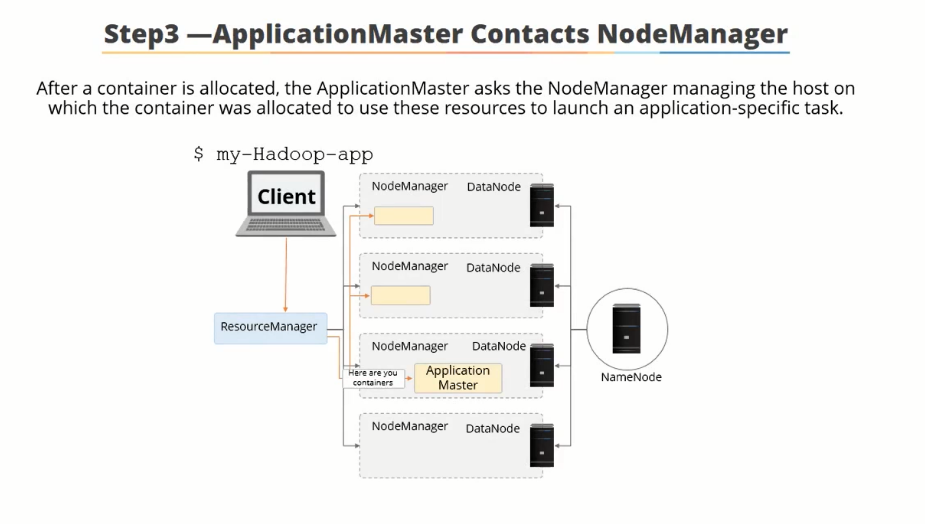 Step3 —ApplicationMaster Contacts NodeManager
After a container is allocated, the ApplicationMaster asks the NodeManager managing the host on
which the container was allocated to use these resources to launch an application-specific task.
$ my-Hadoop-app
Client
NodeManager DataNode
NodeManager DataNode
ResourceManager
NodeManager DataNode
Here are you
containers
Application
Master
NameNode
NodeManager DataNode